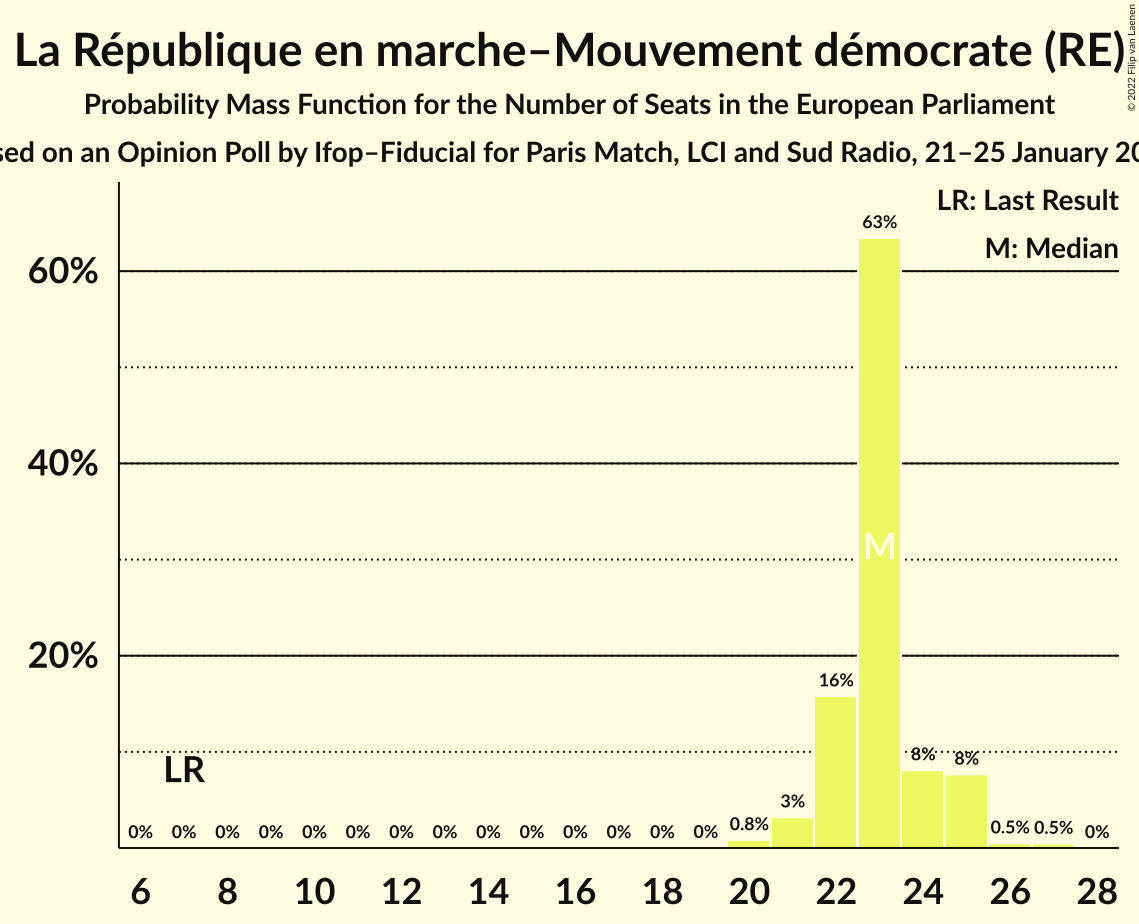 La République en marche–Mouvement démocrate (RE)
© 2022 Filip van Laenen
Probability Mass Function for the Number of Seats in the European Parliament
sed on an Opinion Poll by Ifop–Fiducial for Paris Match, LCI and Sud Radio, 21–25 January 20
LR: Last Result
M: Median
63%
60%
40%
M
20%
16%
LR
8% 8%
3%
0% 0% 0% 0% 0% 0% 0% 0% 0% 0% 0% 0% 0% 0% 0.8% 0.5% 0.5% 0%
6 8 10 12 14 16 18 20 22 24 26 28